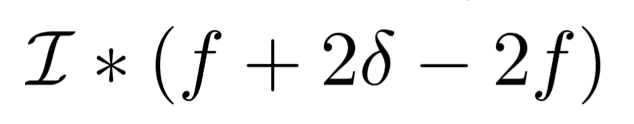 ℐ ∗ (f + 2δ − 2f)